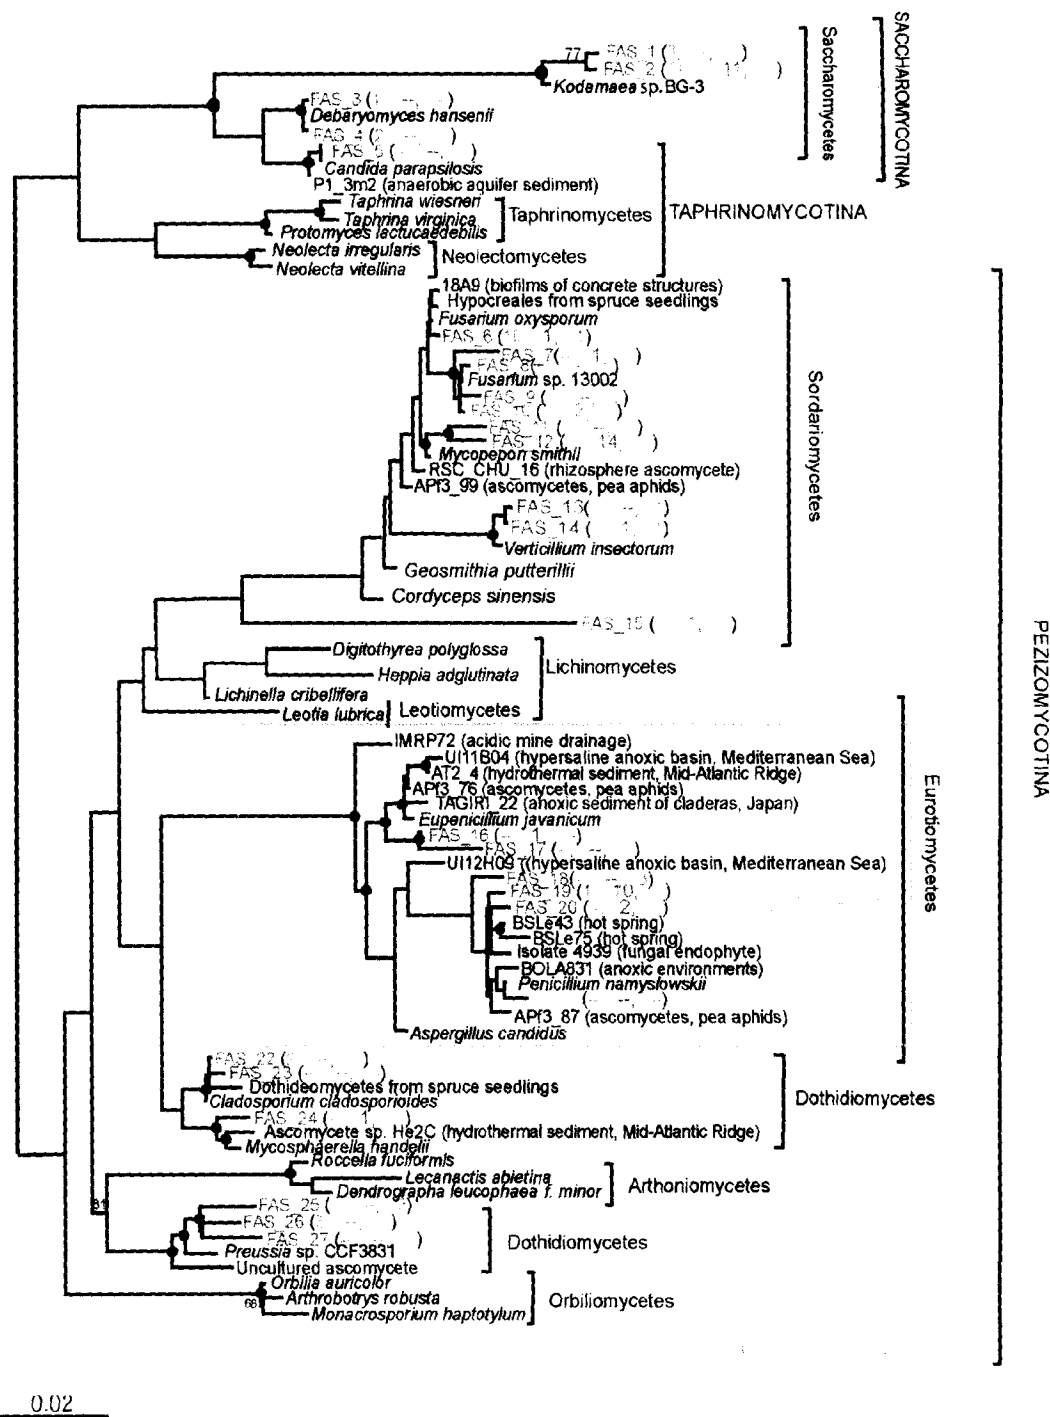 SACCHAROMYCOTINA
Saccharomycetes
77
FAS_1 (
FAS_2 ( 11, )
Kodamaea sp. BG-3
FAS_3 (
Debaryomyces hansenii
FAS_4 (
FAS_5 (
Candida parapsilosis
P1_3m2 (anaerobic aquifer sediment)
Taphrina wiesneri
Taphrina virginica
Protomyces lactucaedebilis
Taphrinomycetes
TAPHRINOMYCOTINA
Neolecta irregularis
Neolecta vitellina
Neolectomycetes
18A9 (biofilms of concrete structures)
Hypocreales from spruce seedlings
Fusarium oxysporum
FAS_6 (
FAS_7 (
FAS_8 (
Fusarium sp. 13002
FAS_9 (
FAS_10 (
FAS_11 (
FAS_12 ( 14, )
Mycopepon smithii
RSC_CHU_16 (rhizosphere ascomycete)
APf3_99 (ascomycetes, pea aphids)
FAS_13 (
FAS_14 (
Verticillium insectorum
Geosmithia putterillii
Cordyceps sinensis
FAS_15 (
Sordariomycetes
PEZIZOMYCOTINA
Digitothyrea polyglossa
Heppia adglutinata
Lichinella cribellifera
Lichinomycetes
Leotia lubrica
Leotiomycetes
IMRP72 (acidic mine drainage)
UI11B04 (hypersaline anoxic basin, Mediterranean Sea)
AT2_4 (hydrothermal sediment, Mid-Atlantic Ridge)
APf3_76 (ascomycetes, pea aphids)
TAGIRI_22 (anoxic sediment of claderas, Japan)
Eupenicillium javanicum
FAS_16 (
FAS_17 (
UI12H09 (hypersaline anoxic basin, Mediterranean Sea)
FAS_18 (
FAS_19 (
FAS_20 (
BSLe43 (hot spring)
BSLe75 (hot spring)
Isolate 4939 (fungal endophyte)
BOLA831 (anoxic environments)
Penicillium namyslowskii
APf3_87 (ascomycetes, pea aphids)
Aspergillus candidus
Eurotiomycetes
FAS_22 (
FAS_23 (
Dothideomycetes from spruce seedlings
Cladosporium cladosporioides
FAS_24 (
Ascomycete sp. He2C (hydrothermal sediment, Mid-Atlantic Ridge)
Mycosphaerella handelii
Dothidiomycetes
Roccella fuciformis
Lecanactis abietina
Dendrographa leucophaea f. minor
Arthoniomycetes
81
FAS_25 (
FAS_26 (
FAS_27 (
Preussia sp. CCF3831
Uncultured ascomycete
Dothidiomycetes
Orbilia auricolor
Arthrobotrys robusta
68
Monacrosporium haptotylum
Orbiliomycetes
0.02